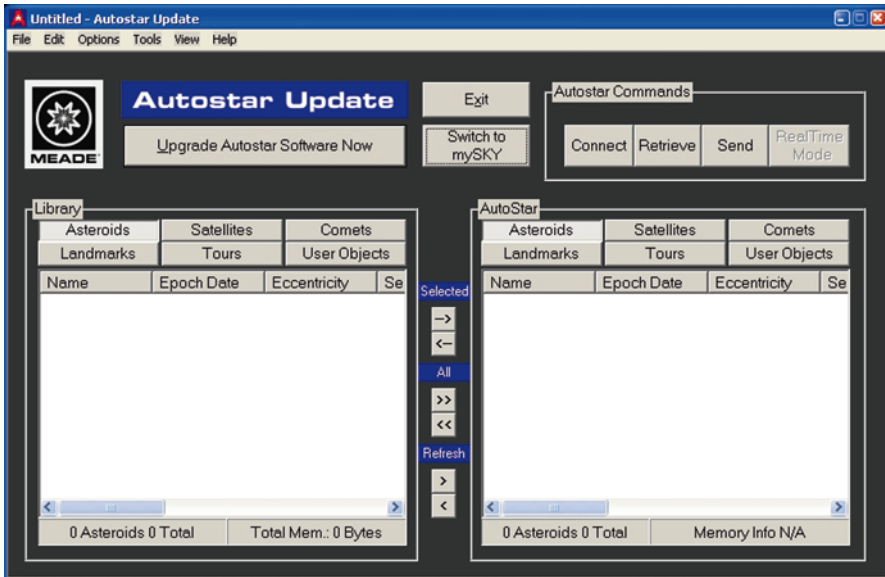 Untitled - Autostar Update
File Edit Options Tools View Help
MEADE
Autostar Update
Upgrade Autostar Software Now
Exit
Switch to
mySKY
Autostar Commands
Connect Retrieve Send RealTime
Mode
Library
Asteroids Satellites Comets
Landmarks Tours User Objects
Name Epoch Date Eccentricity Se
0 Asteroids 0 Total Total Mem.: 0 Bytes
Selected
-->
<--
All
>>
<<
Refresh
>
<
AutoStar
Asteroids Satellites Comets
Landmarks Tours User Objects
Name Epoch Date Eccentricity Se
0 Asteroids 0 Total Memory Info N/A